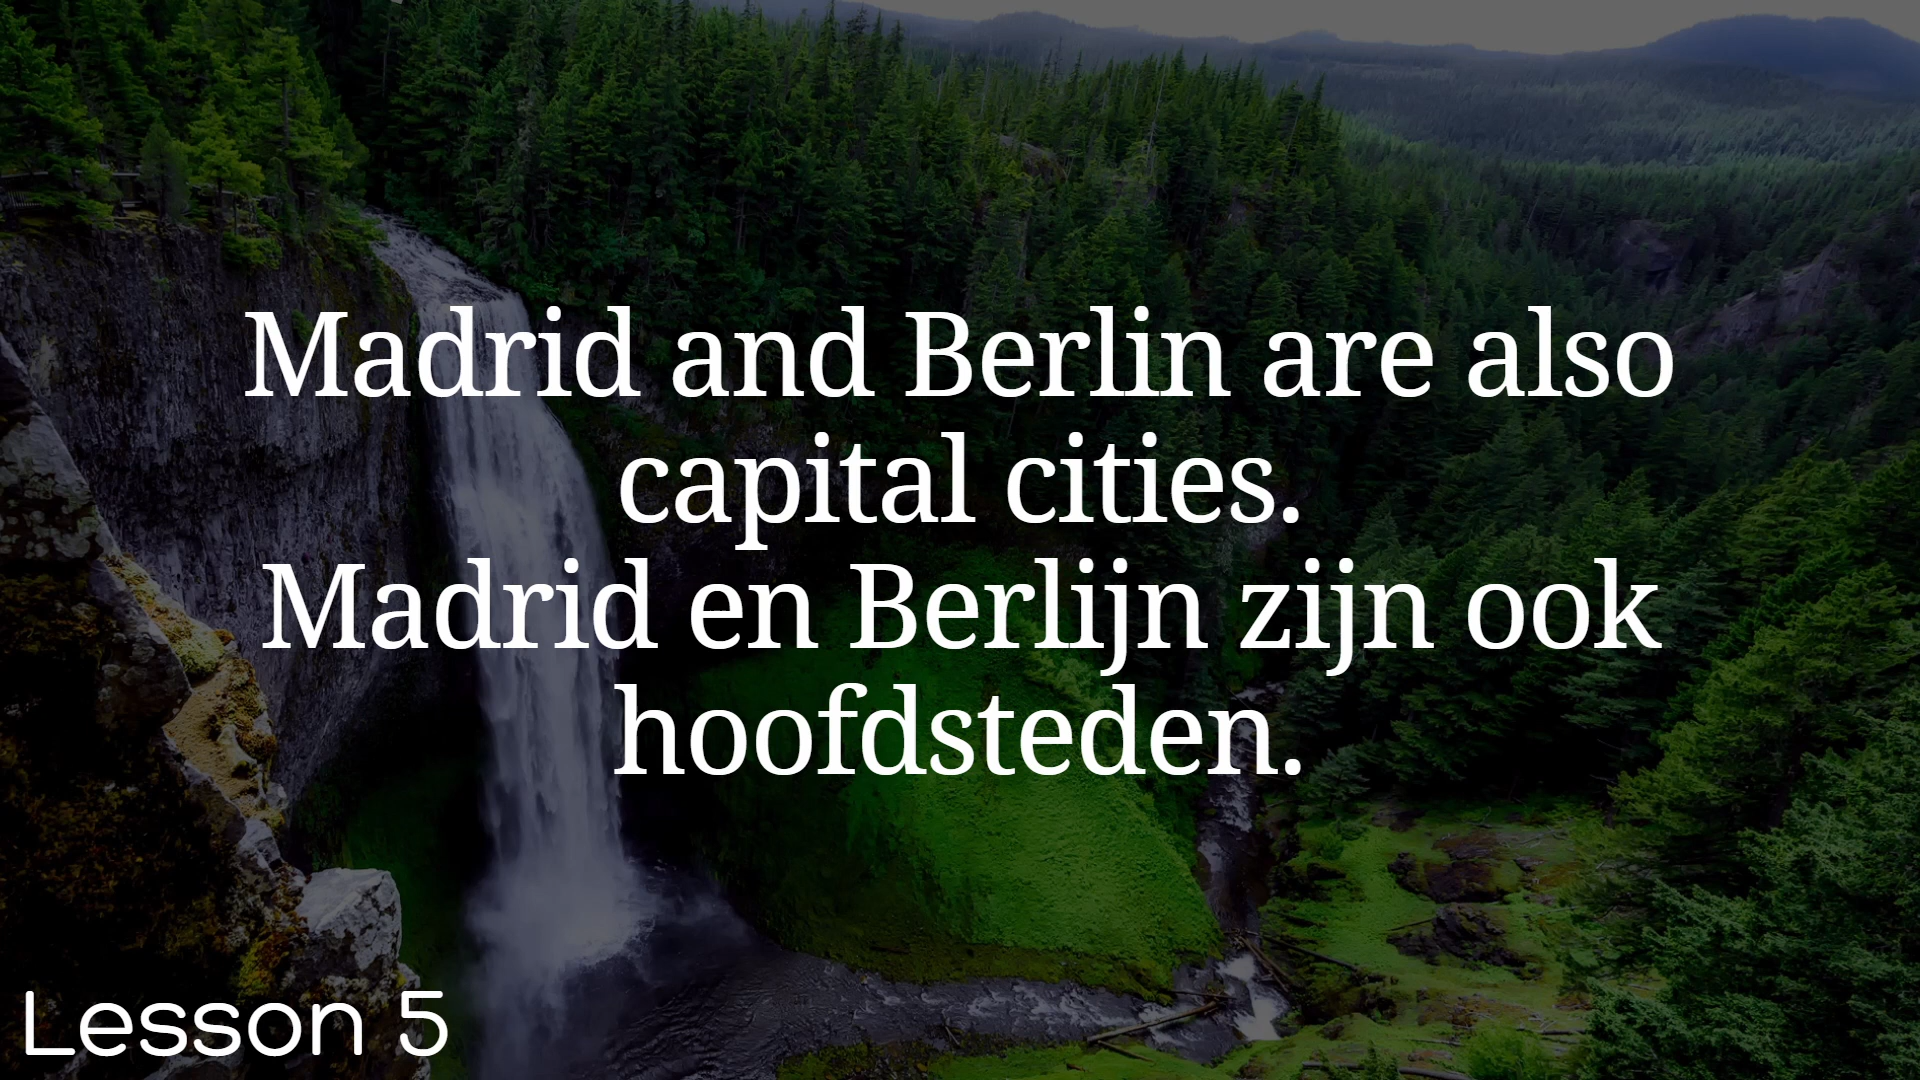 Madrid and Berlin are also
capital cities.
Madrid en Berlijn zijn ook
hoofdsteden.
Lesson 5